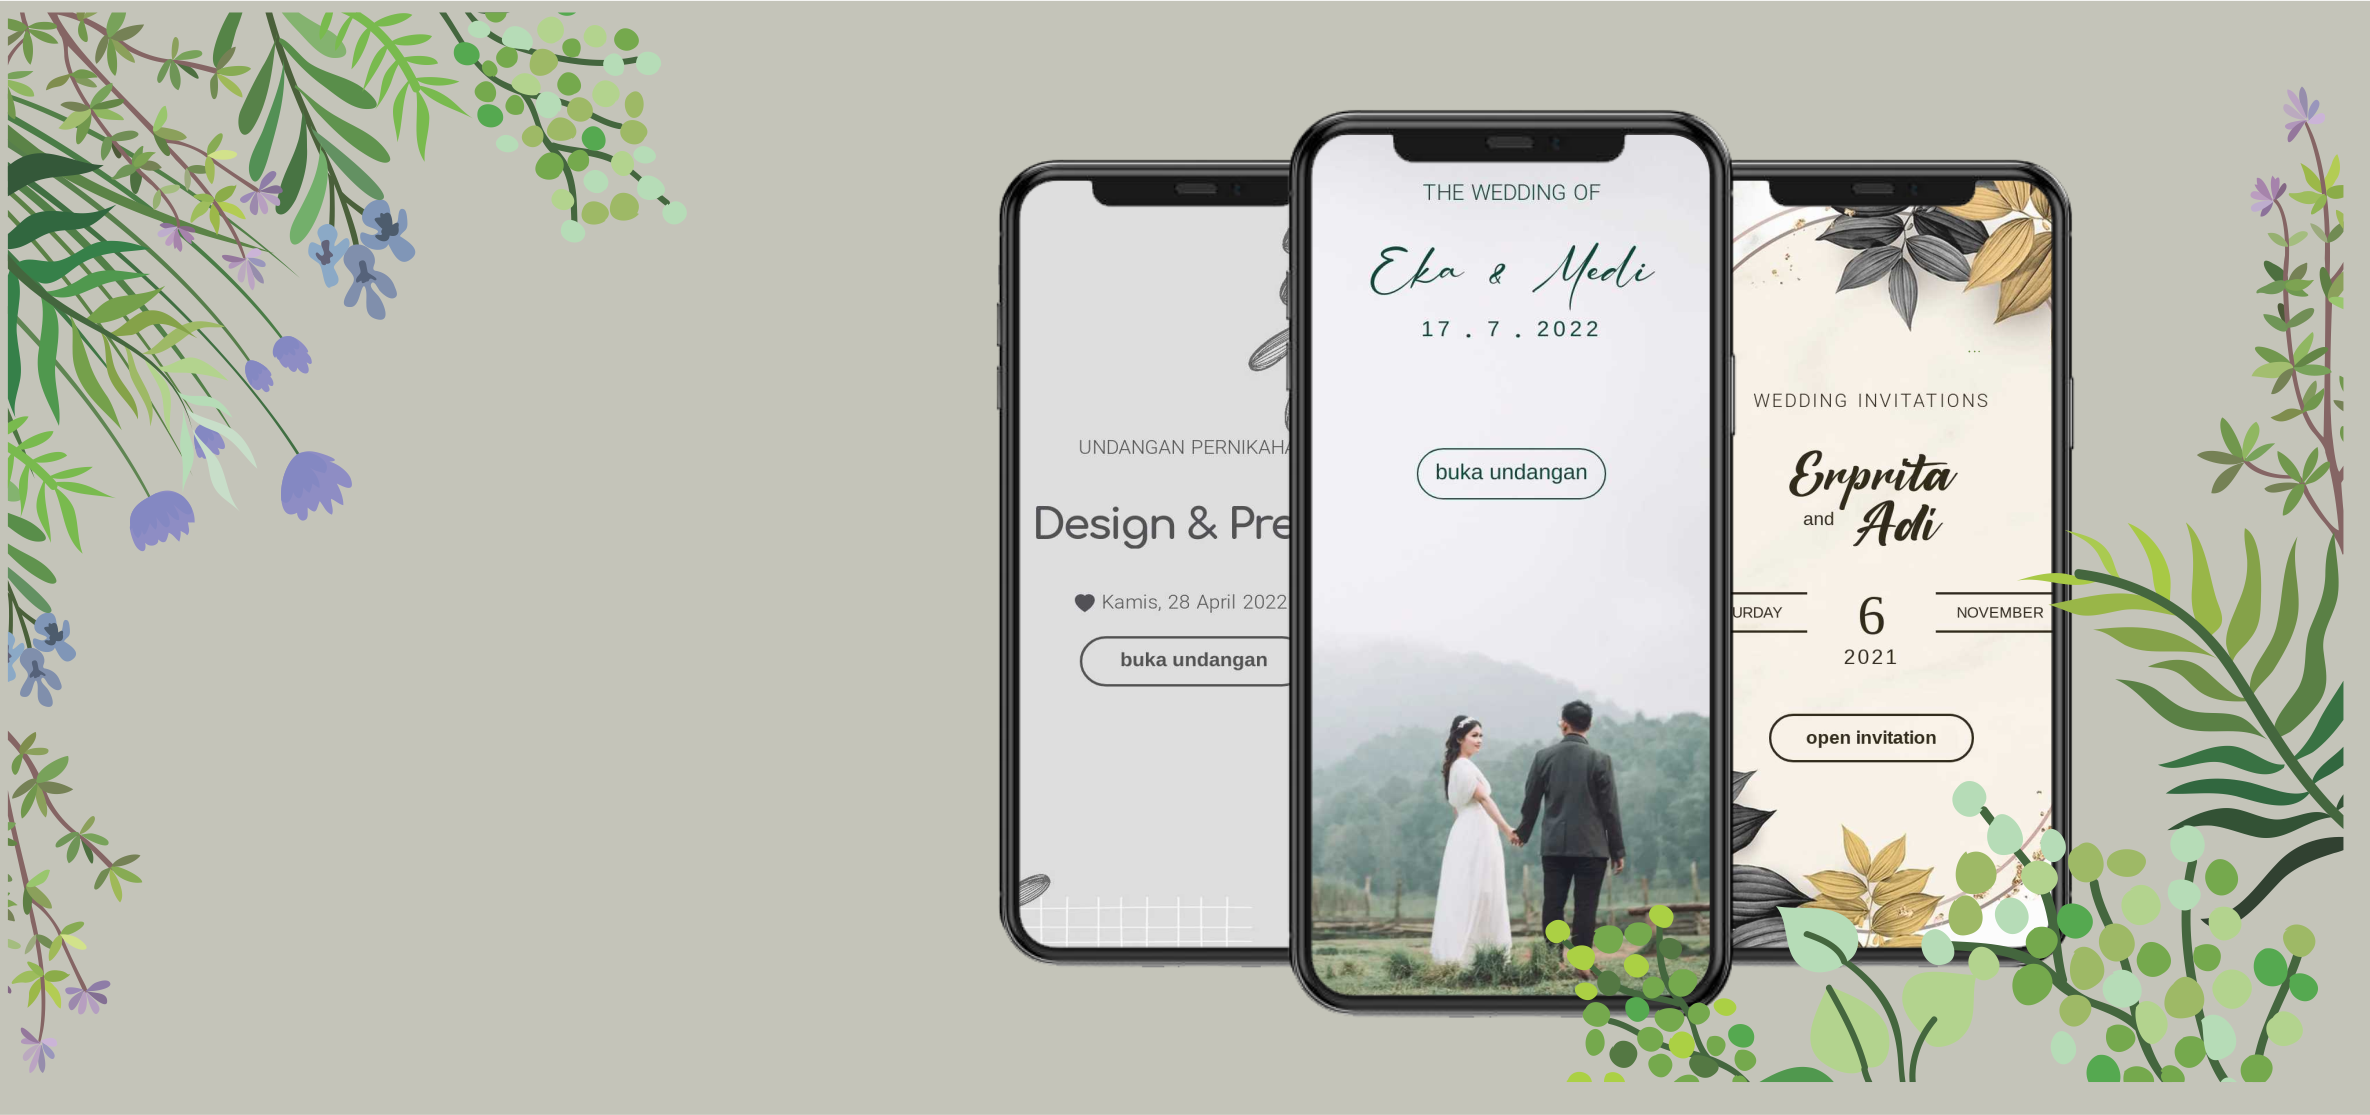 UNDANGAN PERNIKAHA
Design & Pre
Kamis, 28 April 2022
buka undangan
THE WEDDING OF
Eka & Medi
17 . 7 . 2022
buka undangan
...
WEDDING INVITATIONS
Erprita
and Adi
URDAY 6 NOVEMBER
2021
open invitation